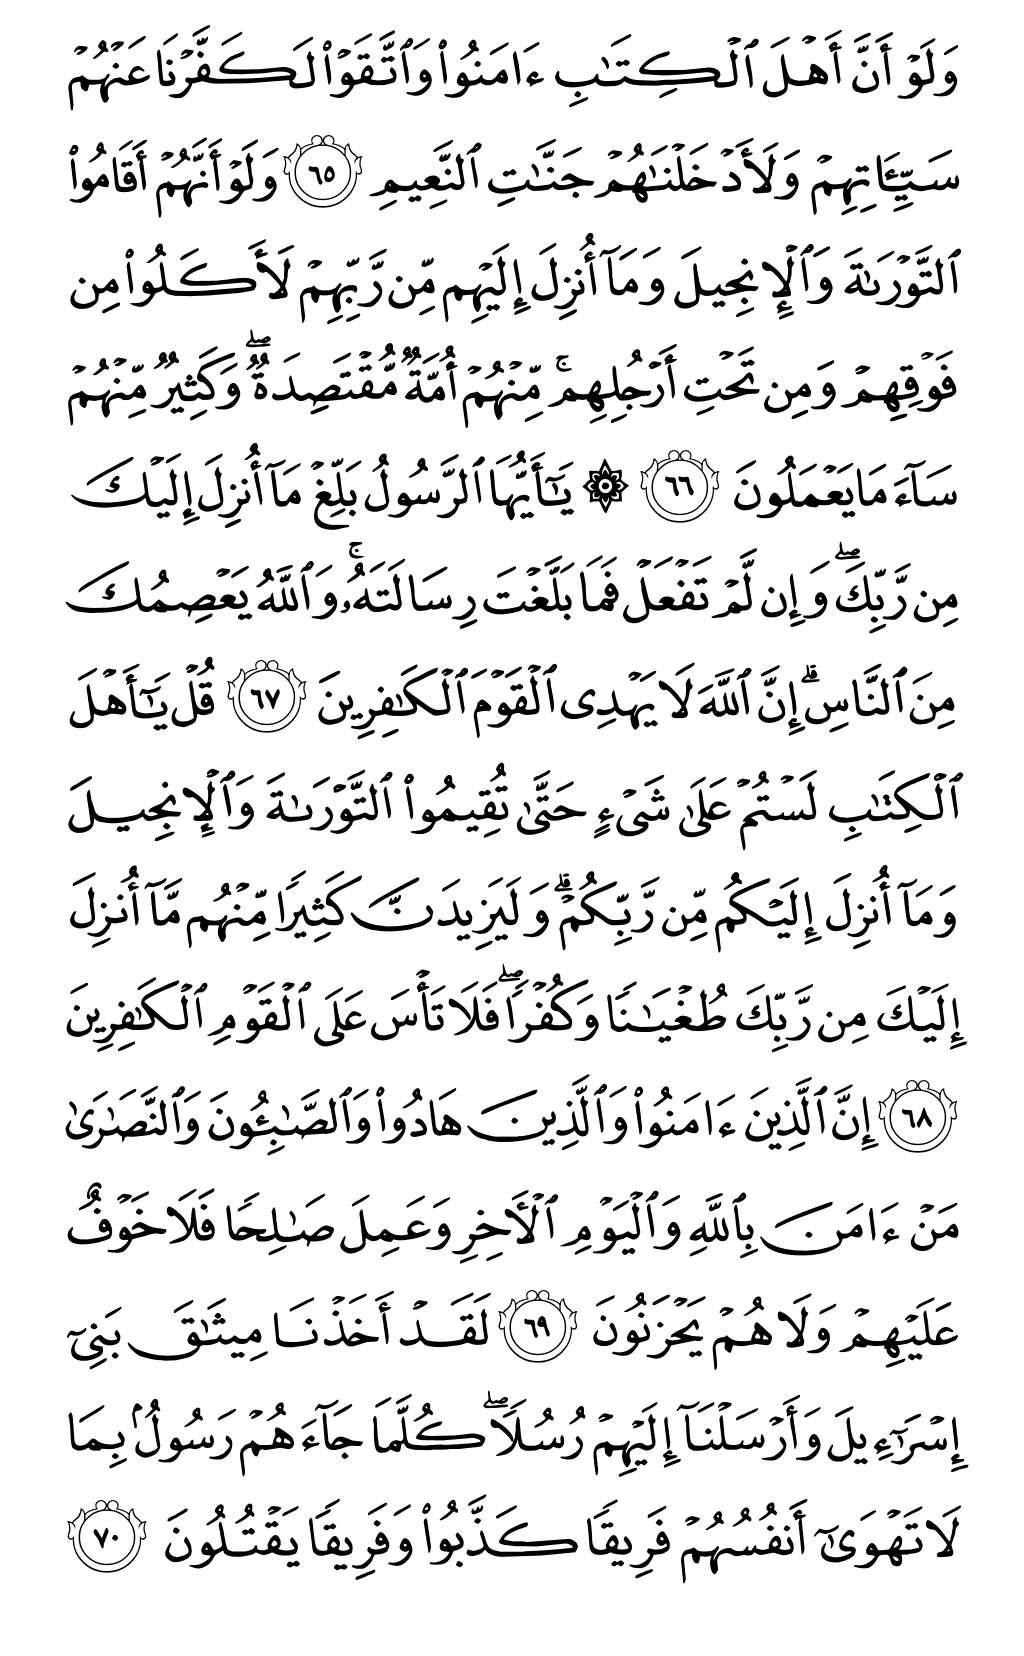 وَلَوْ أَنَّ أَهْلَ ٱلْكِتَٰبِ ءَامَنُوا۟ وَٱتَّقَوْا۟ لَكَفَّرْنَا عَنْهُمْ
سَيِّـَٔاتِهِمْ وَلَأَدْخَلْنَٰهُمْ جَنَّٰتِ ٱلنَّعِيمِ ٦٥ وَلَوْ أَنَّهُمْ أَقَامُوا۟
ٱلتَّوْرَىٰةَ وَٱلْإِنجِيلَ وَمَآ أُنزِلَ إِلَيْهِم مِّن رَّبِّهِمْ لَأَكَلُوا۟ مِن
فَوْقِهِمْ وَمِن تَحْتِ أَرْجُلِهِم ۚ مِّنْهُمْ أُمَّةٌ مُّقْتَصِدَةٌ ۖ وَكَثِيرٌ مِّنْهُمْ
سَآءَ مَا يَعْمَلُونَ ٦٦ ۞ يَٰٓأَيُّهَا ٱلرَّسُولُ بَلِّغْ مَآ أُنزِلَ إِلَيْكَ
مِن رَّبِّكَ ۖ وَإِن لَّمْ تَفْعَلْ فَمَا بَلَّغْتَ رِسَالَتَهُۥ ۚ وَٱللَّهُ يَعْصِمُكَ
مِنَ ٱلنَّاسِ ۗ إِنَّ ٱللَّهَ لَا يَهْدِى ٱلْقَوْمَ ٱلْكَٰفِرِينَ ٦٧ قُلْ يَٰٓأَهْلَ
ٱلْكِتَٰبِ لَسْتُمْ عَلَىٰ شَىْءٍ حَتَّىٰ تُقِيمُوا۟ ٱلتَّوْرَىٰةَ وَٱلْإِنجِيلَ
وَمَآ أُنزِلَ إِلَيْكُم مِّن رَّبِّكُمْ ۗ وَلَيَزِيدَنَّ كَثِيرًا مِّنْهُم مَّآ أُنزِلَ
إِلَيْكَ مِن رَّبِّكَ طُغْيَٰنًا وَكُفْرًا ۖ فَلَا تَأْسَ عَلَى ٱلْقَوْمِ ٱلْكَٰفِرِينَ
٦٨ إِنَّ ٱلَّذِينَ ءَامَنُوا۟ وَٱلَّذِينَ هَادُوا۟ وَٱلصَّٰبِـُٔونَ وَٱلنَّصَٰرَىٰ
مَنْ ءَامَنَ بِٱللَّهِ وَٱلْيَوْمِ ٱلْـَٔاخِرِ وَعَمِلَ صَٰلِحًا فَلَا خَوْفٌ
عَلَيْهِمْ وَلَا هُمْ يَحْزَنُونَ ٦٩ لَقَدْ أَخَذْنَا مِيثَٰقَ بَنِىٓ
إِسْرَٰٓءِيلَ وَأَرْسَلْنَآ إِلَيْهِمْ رُسُلًا ۖ كُلَّمَا جَآءَهُمْ رَسُولٌۢ بِمَا
لَا تَهْوَىٰٓ أَنفُسُهُمْ فَرِيقًا كَذَّبُوا۟ وَفَرِيقًا يَقْتُلُونَ ٧٠